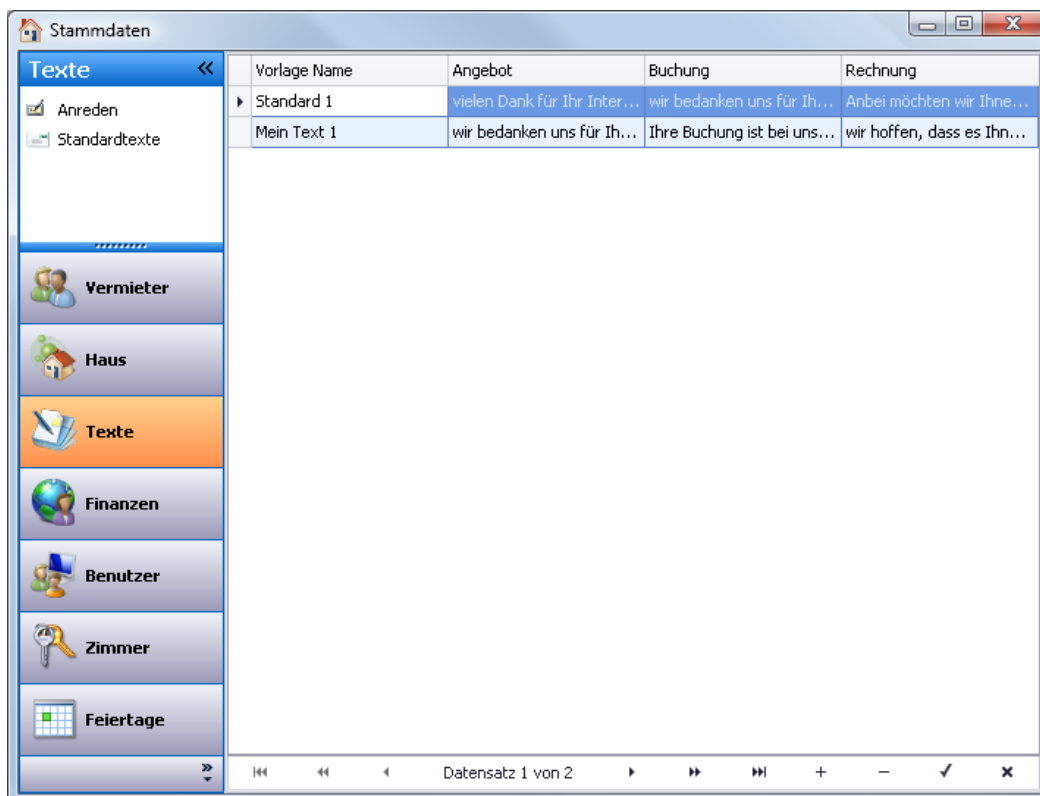 Stammdaten
Texte
Anreden
Standardtexte
Vermieter
Haus
Texte
Finanzen
Benutzer
Zimmer
Feiertage
Vorlage Name Angebot Buchung Rechnung
Standard 1 vielen Dank für Ihr Inter... wir bedanken uns für Ih... Anbei möchten wir Ihne...
Mein Text 1 wir bedanken uns für Ih... Ihre Buchung ist bei uns... wir hoffen, dass es Ihn...
Datensatz 1 von 2